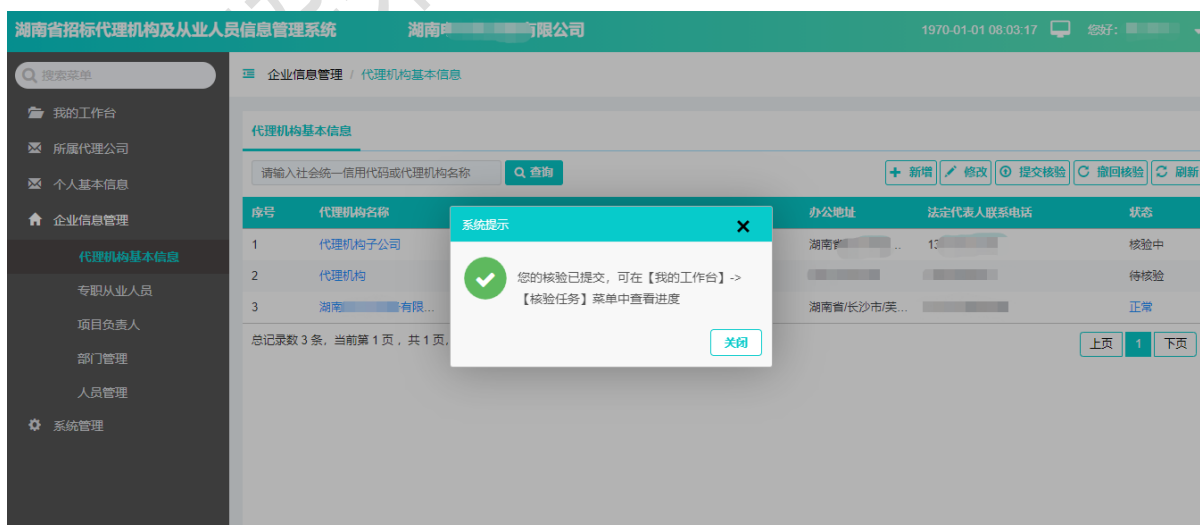 湖南省招标代理机构及从业人员信息管理系统 湖南 有限公司 1970-01-01 08:03:17 您好：
搜索菜单
企业信息管理 / 代理机构基本信息
我的工作台
所属代理公司
个人基本信息
企业信息管理
代理机构基本信息
专职从业人员
项目负责人
部门管理
人员管理
系统管理
代理机构基本信息
请输入社会统一信用代码或代理机构名称 查询 新增 修改 提交核验 撤回核验 刷新
序号 代理机构名称 办公地址 法定代表人联系电话 状态
1 代理机构子公司 湖南省 .. 13 核验中
2 代理机构 待核验
3 湖南 有限... 湖南省/长沙市/芙... 正常
总记录数 3 条，当前第 1 页，共 1 页, 上页 1 下页
系统提示
您的核验已提交，可在【我的工作台】->
【核验任务】菜单中查看进度
关闭